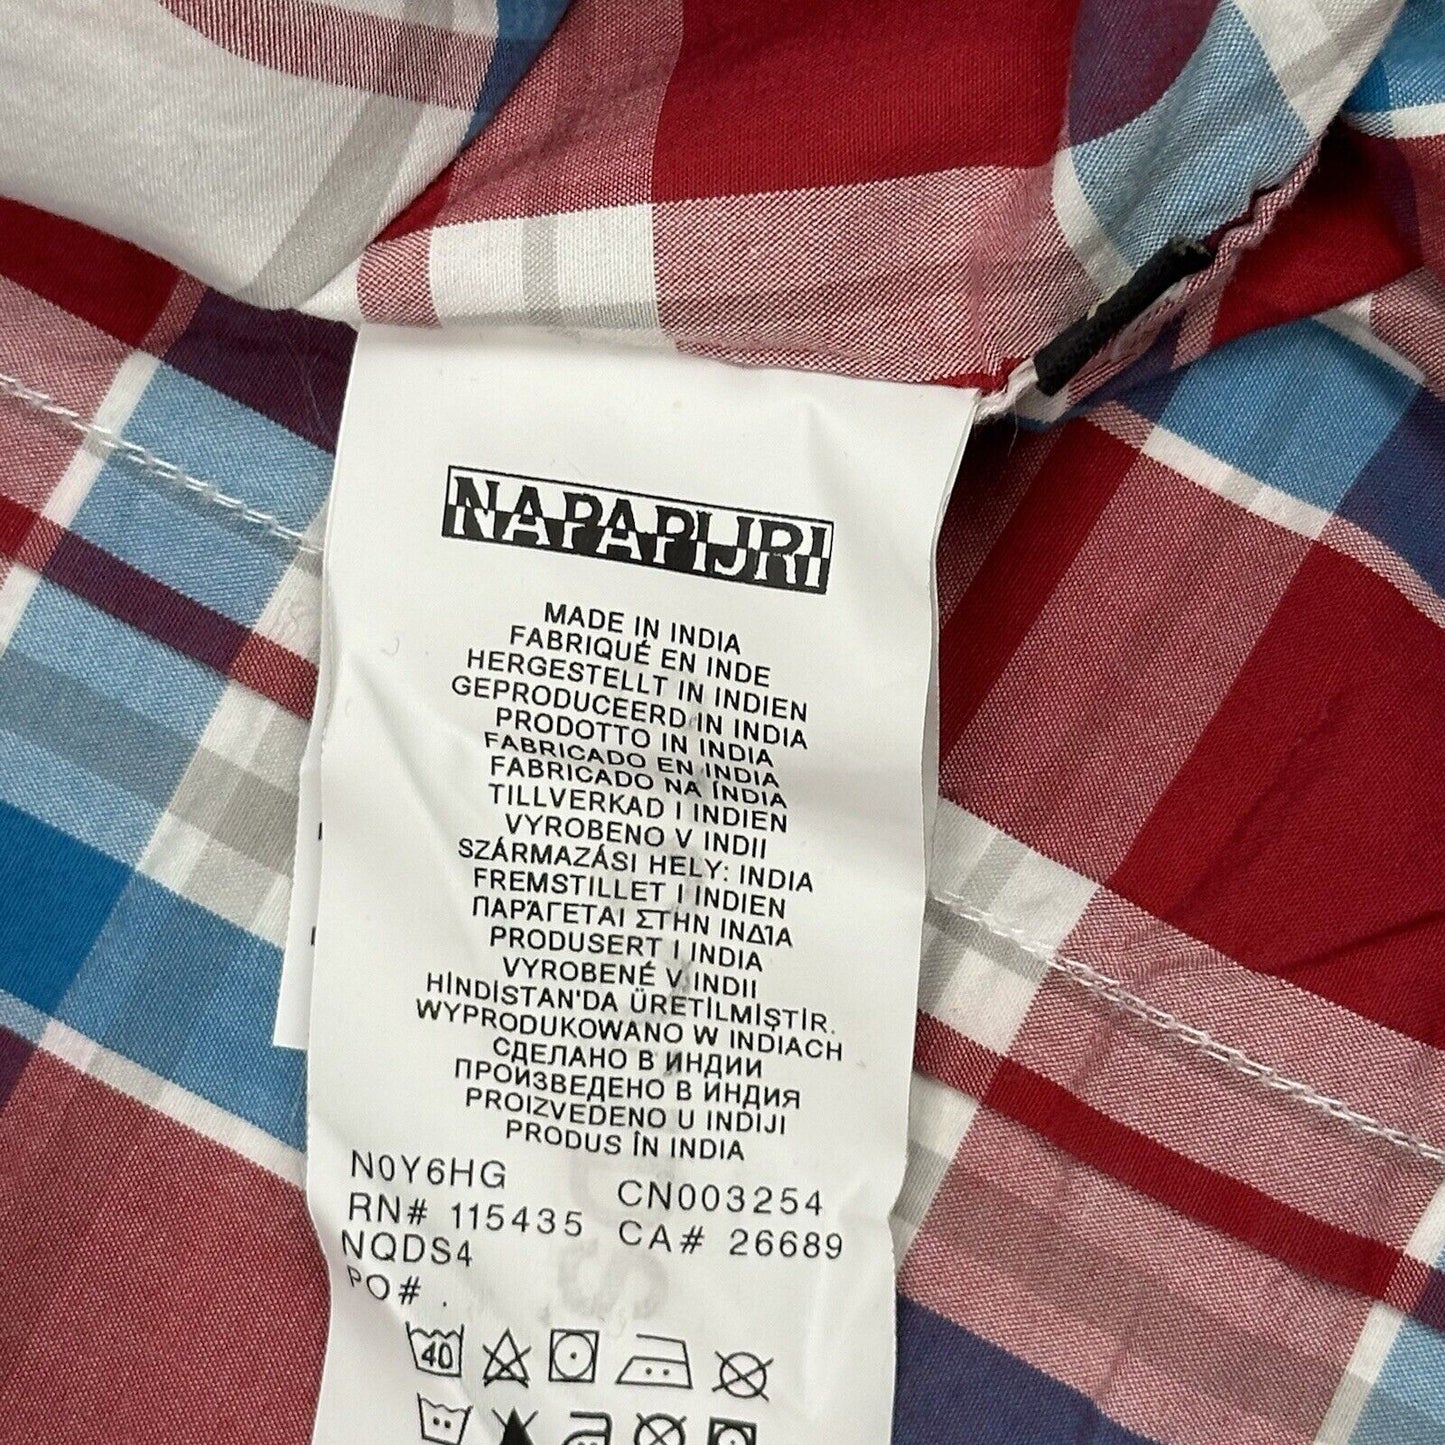 NAPAPIJRI
MADE IN INDIA
FABRIQUÉ EN INDE
HERGESTELLT IN INDIEN
GEPRODUCEERD IN INDIA
PRODOTTO IN INDIA
FABRICADO EN INDIA
FABRICADO NA ÍNDIA
TILLVERKAD I INDIEN
VYROBENO V INDII
SZÁRMAZÁSI HELY: INDIA
FREMSTILLET I INDIEN
ΠΑΡΆΓΕΤΑΙ ΣΤΗΝ ΙΝΔΊΑ
PRODUSERT I INDIA
VYROBENÉ V INDII
HİNDİSTAN'DA ÜRETİLMİŞTİR.
WYPRODUKOWANO W INDIACH
СДЕЛАНО В ИНДИИ
ПРОИЗВЕДЕНО В ИНДИЯ
PROIZVEDENO U INDIJI
PRODUS ÎN INDIA
N0Y6HG CN003254
RN# 115435 CA# 26689
NQDS4
PO# .
40